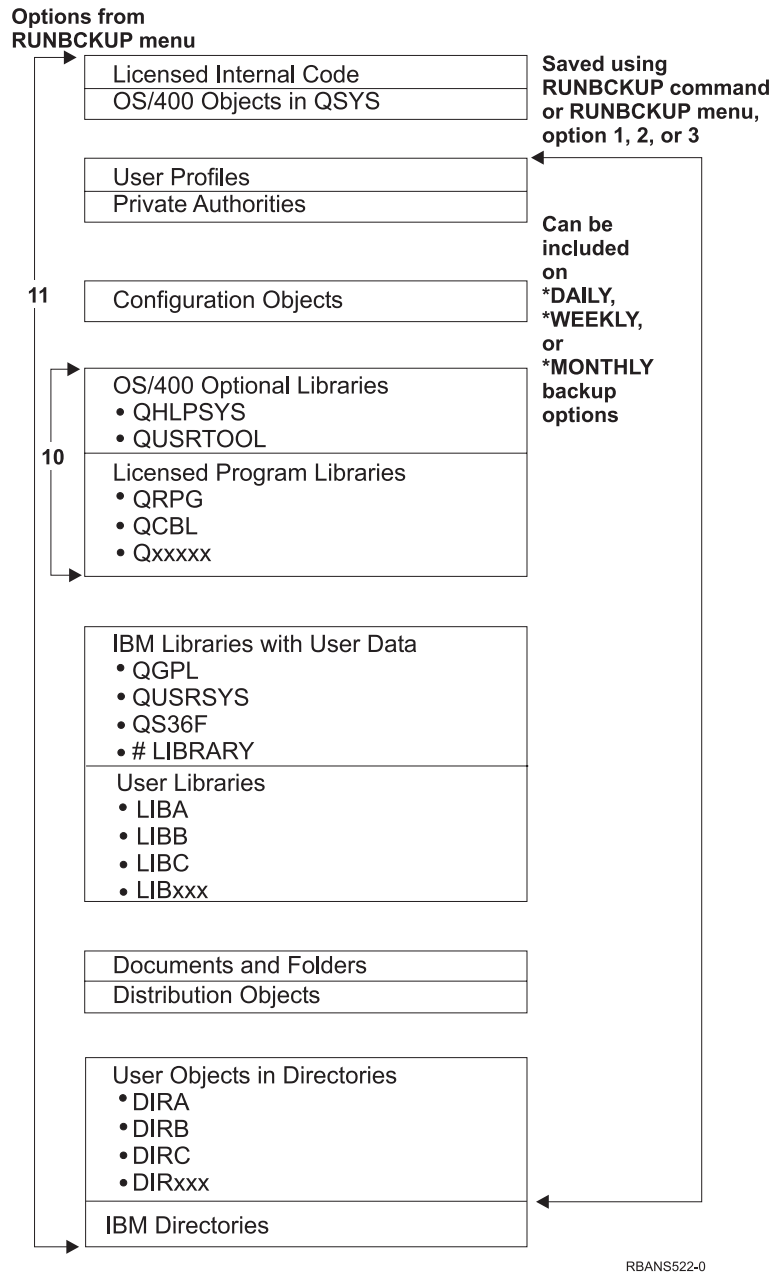 Options from
RUNBCKUP menu
Licensed Internal Code
OS/400 Objects in QSYS
Saved using
RUNBCKUP command
or RUNBCKUP menu,
option 1, 2, or 3
User Profiles
Private Authorities
Can be
included
on
*DAILY,
*WEEKLY,
or
*MONTHLY
backup
options
11
Configuration Objects
OS/400 Optional Libraries
• QHLPSYS
• QUSRTOOL
10
Licensed Program Libraries
• QRPG
• QCBL
• Qxxxxx
IBM Libraries with User Data
• QGPL
• QUSRSYS
• QS36F
• # LIBRARY
User Libraries
• LIBA
• LIBB
• LIBC
• LIBxxx
Documents and Folders
Distribution Objects
User Objects in Directories
• DIRA
• DIRB
• DIRC
• DIRxxx
IBM Directories
RBANS522-0